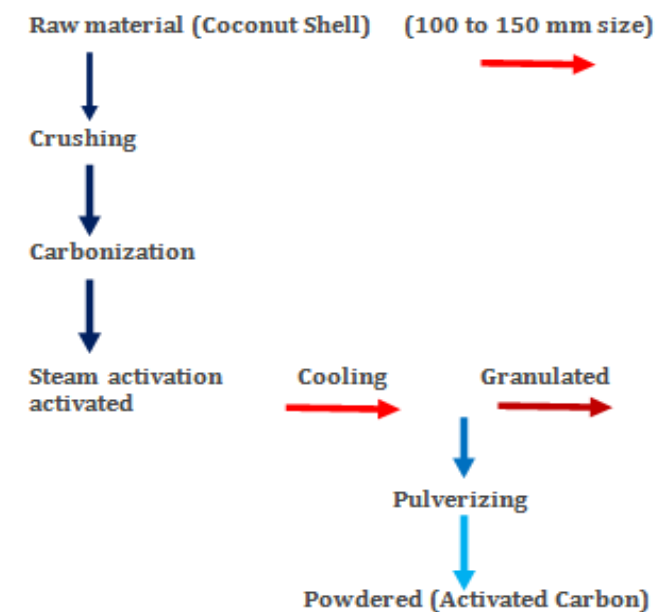 Raw material (Coconut Shell) (100 to 150 mm size)
Crushing
Carbonization
Steam activation Cooling Granulated
activated
Pulverizing
Powdered (Activated Carbon)